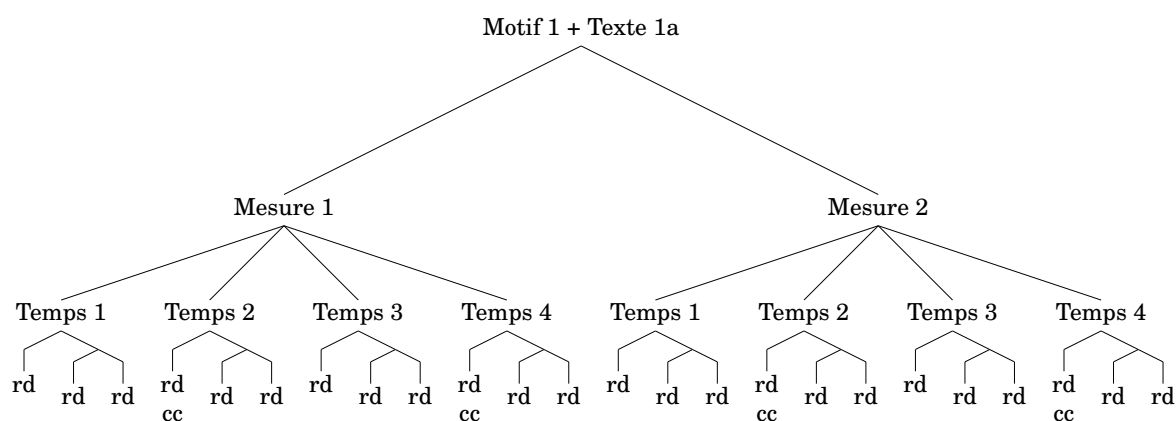 Motif 1 + Texte 1a
Mesure 1 Mesure 2
Temps 1 Temps 2 Temps 3 Temps 4 Temps 1 Temps 2 Temps 3 Temps 4
rd rd rd rd rd rd rd rd rd rd rd rd rd rd rd rd rd rd rd rd rd rd rd rd
cc cc cc cc